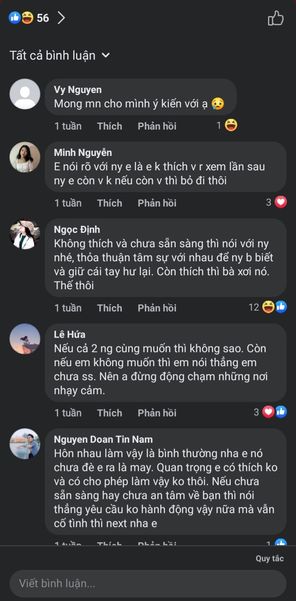 56
Tất cả bình luận
Vy Nguyen
Mong mn cho mình ý kiến với ạ 😥
1 tuần Thích Phản hồi 1
Minh Nguyễn
E nói rõ với ny e là e k thích v r xem lần sau
ny e còn v k nếu còn v thì bỏ đi thôi
1 tuần Thích Phản hồi 3
Ngọc Định
Không thích và chưa sẵn sàng thì nói với ny
nhé, thỏa thuận tâm sự với nhau để ny b biết
và giữ cái tay hư lại. Còn thích thì bà xơi nó.
Thế thôi
1 tuần Thích Phản hồi 12
Lê Hứa
Nếu cả 2 ng cùng muốn thì không sao. Còn
nếu em không muốn thì em nói thẳng em
chưa ss. Nên a đừng động chạm những nơi
nhạy cảm.
1 tuần Thích Phản hồi 3
Nguyen Doan Tin Nam
Hôn nhau làm vậy là bình thường nha e nó
chưa đè e ra là may. Quan trọng e có thích ko
và có cho phép làm vậy ko thôi. Nếu chưa
sẵn sàng hay chưa an tâm về bạn thì nói
thẳng yêu cầu ko hành động vậy nữa mà vẫn
cố tình thì next nha e
1 tuần Thích Phản hồi 1
Quy tắc
Viết bình luận...